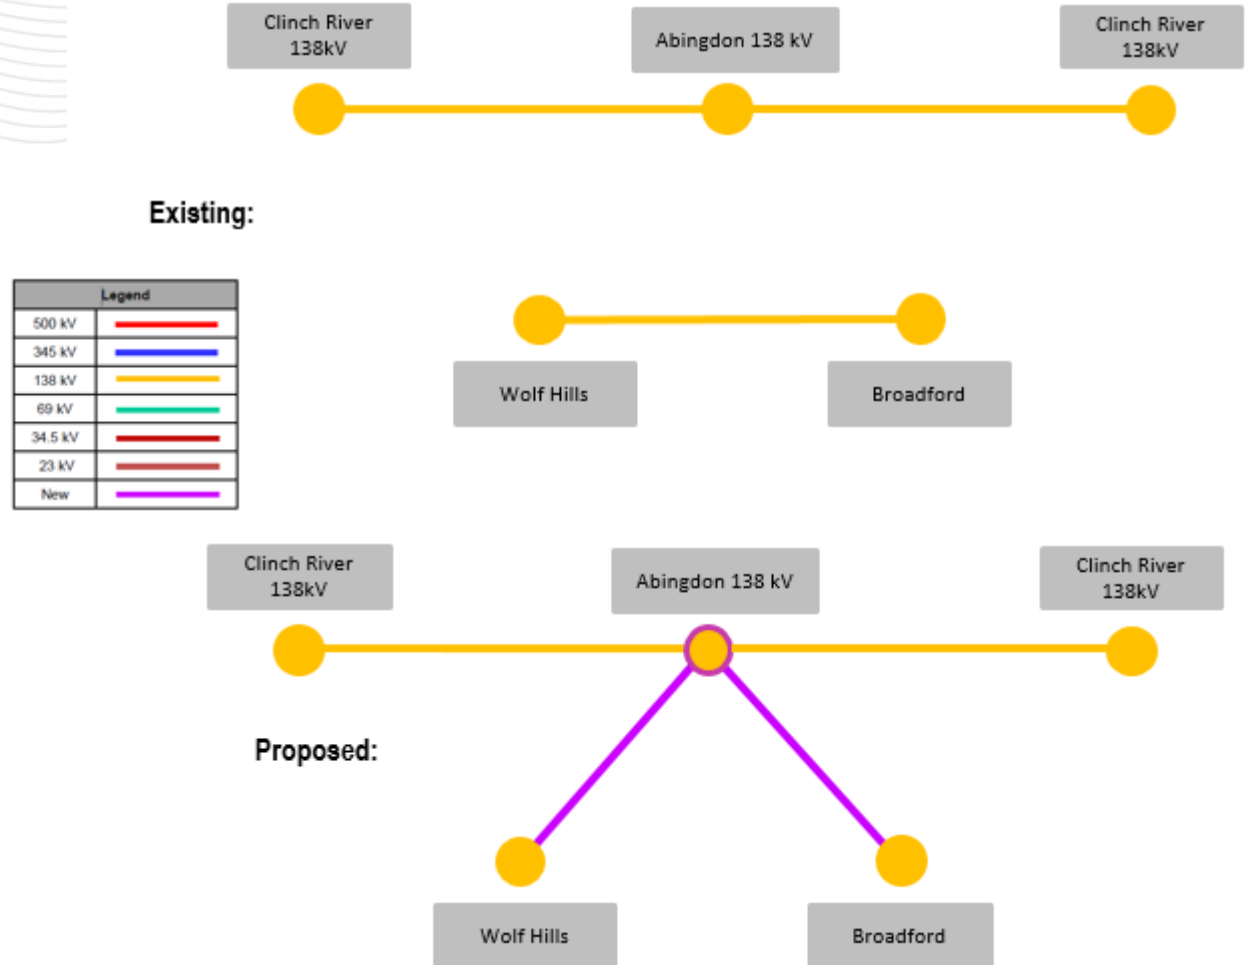 Clinch River
138kV
Abingdon 138 kV
Clinch River
138kV
Existing:
Legend
500 kV
345 kV
138 kV
69 kV
34.5 kV
23 kV
New
Wolf Hills
Broadford
Clinch River
138kV
Abingdon 138 kV
Clinch River
138kV
Proposed:
Wolf Hills
Broadford